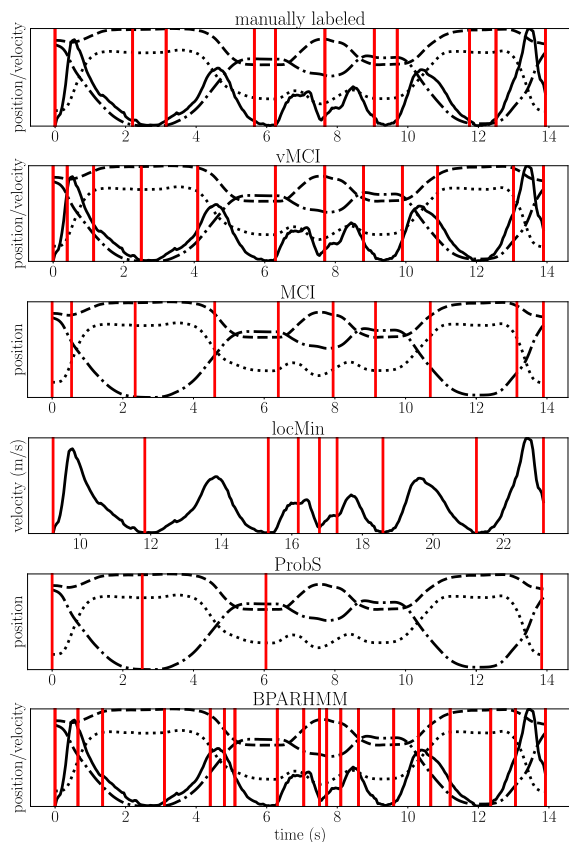 manually labeled
position/velocity
0 2 4 6 8 10 12 14
vMCI
position/velocity
0 2 4 6 8 10 12 14
MCI
position
0 2 4 6 8 10 12 14
locMin
velocity (m/s)
10 12 14 16 18 20 22
ProbS
position
0 2 4 6 8 10 12 14
BPARHMM
position/velocity
0 2 4 6 8 10 12 14
time (s)